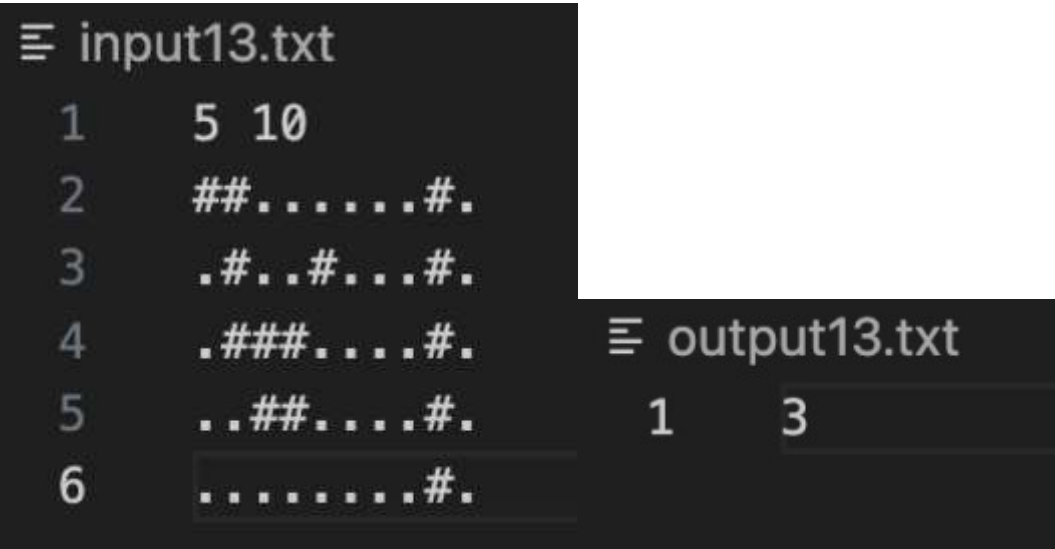 input13.txt
1 5 10
2 ##......#.
3 .#..#...#.
4 .###....#.
5 ..##....#.
6 ........#.
output13.txt
1 3